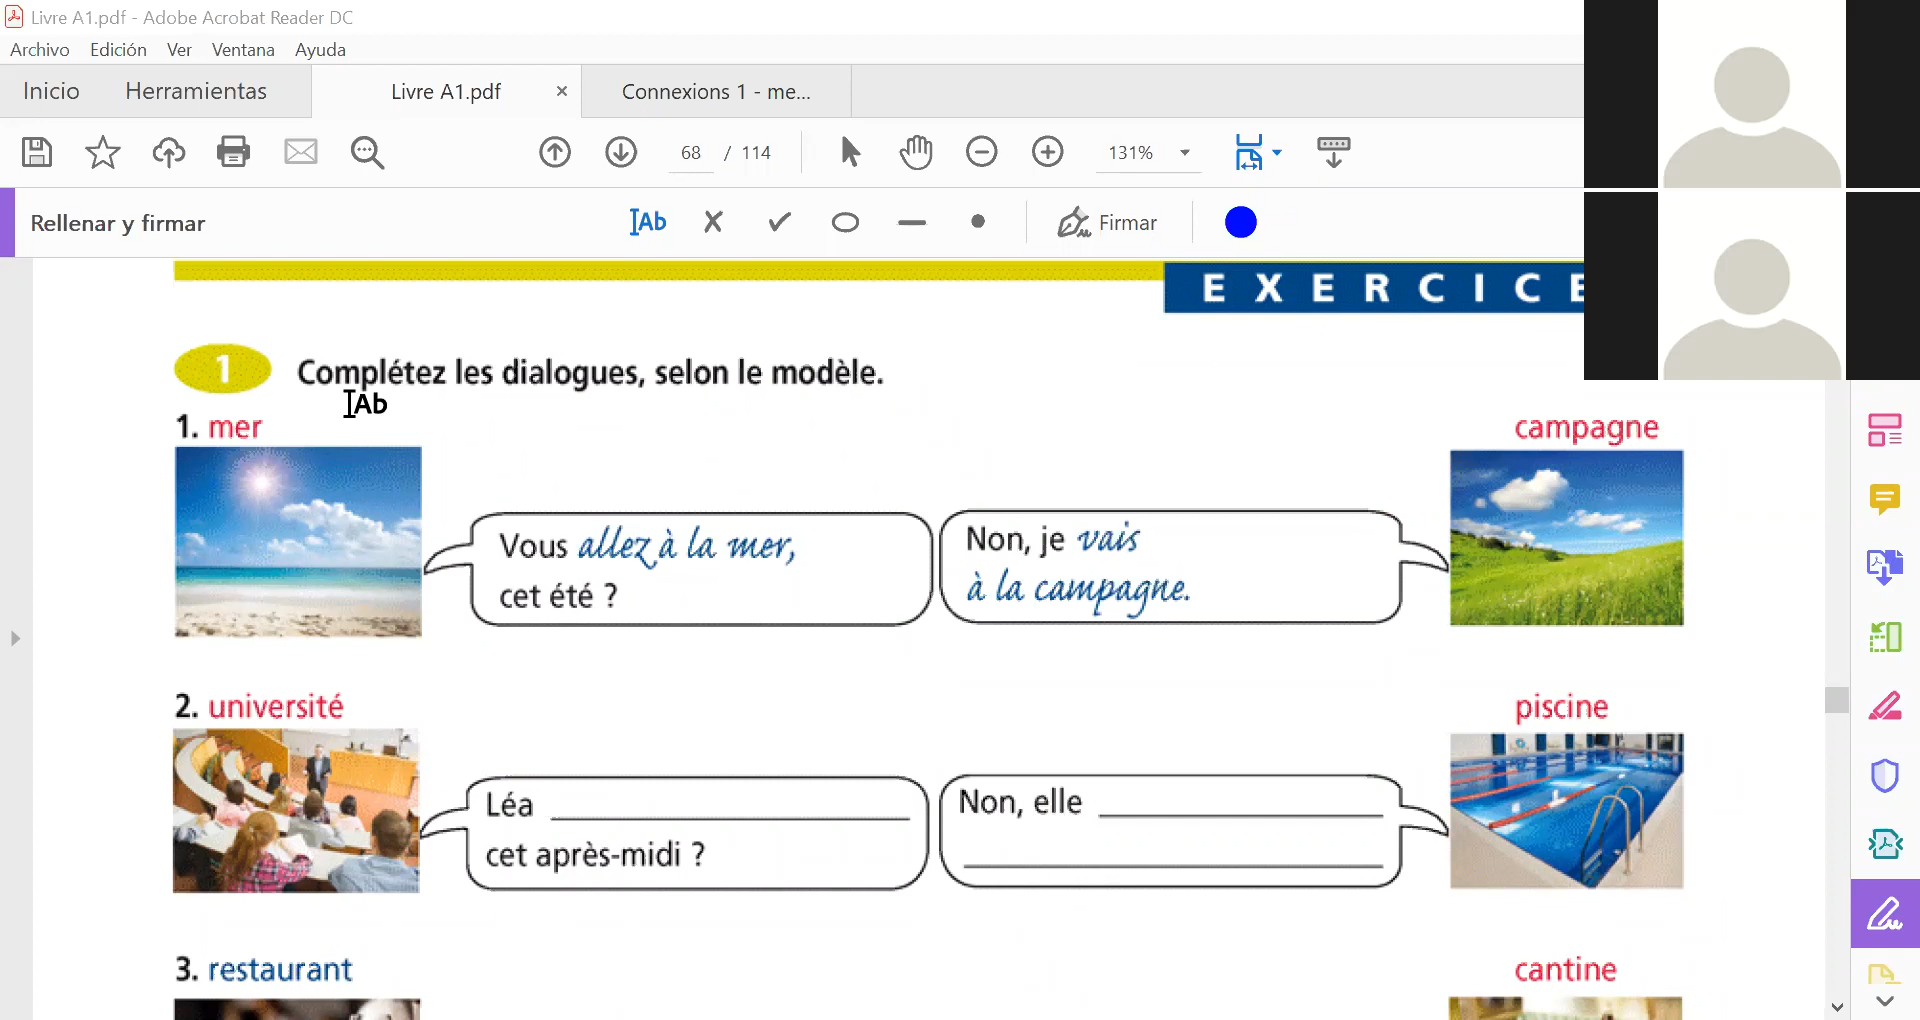 Livre A1.pdf - Adobe Acrobat Reader DC
Archivo Edición Ver Ventana Ayuda
Inicio Herramientas Livre A1.pdf × Connexions 1 - me...
68 / 114 131%
Rellenar y firmar Ab Firmar
EXERCICE
1 Complétez les dialogues, selon le modèle.
Ab
1. mer campagne
Vous allez à la mer,
cet été ?
Non, je vais
à la campagne.
2. université piscine
Léa
cet après-midi ?
Non, elle
3. restaurant cantine